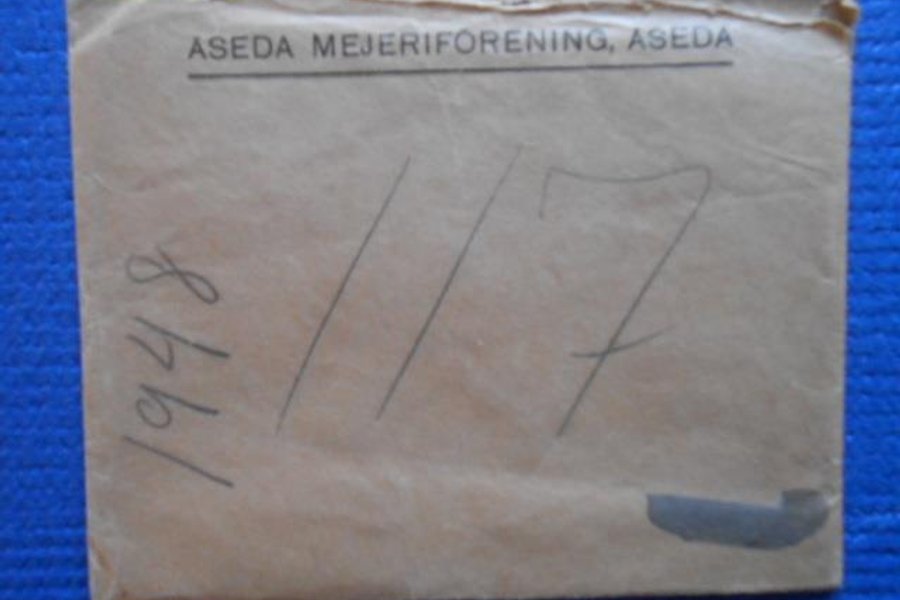 ASEDA MEJERIFÖRENING, ASEDA
117
1948